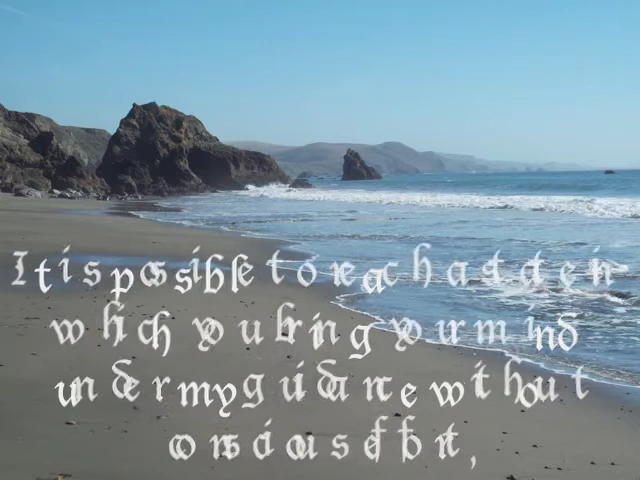 It is possible to reach a state in
which you bring your mind
under my guidance without
conscious effort,